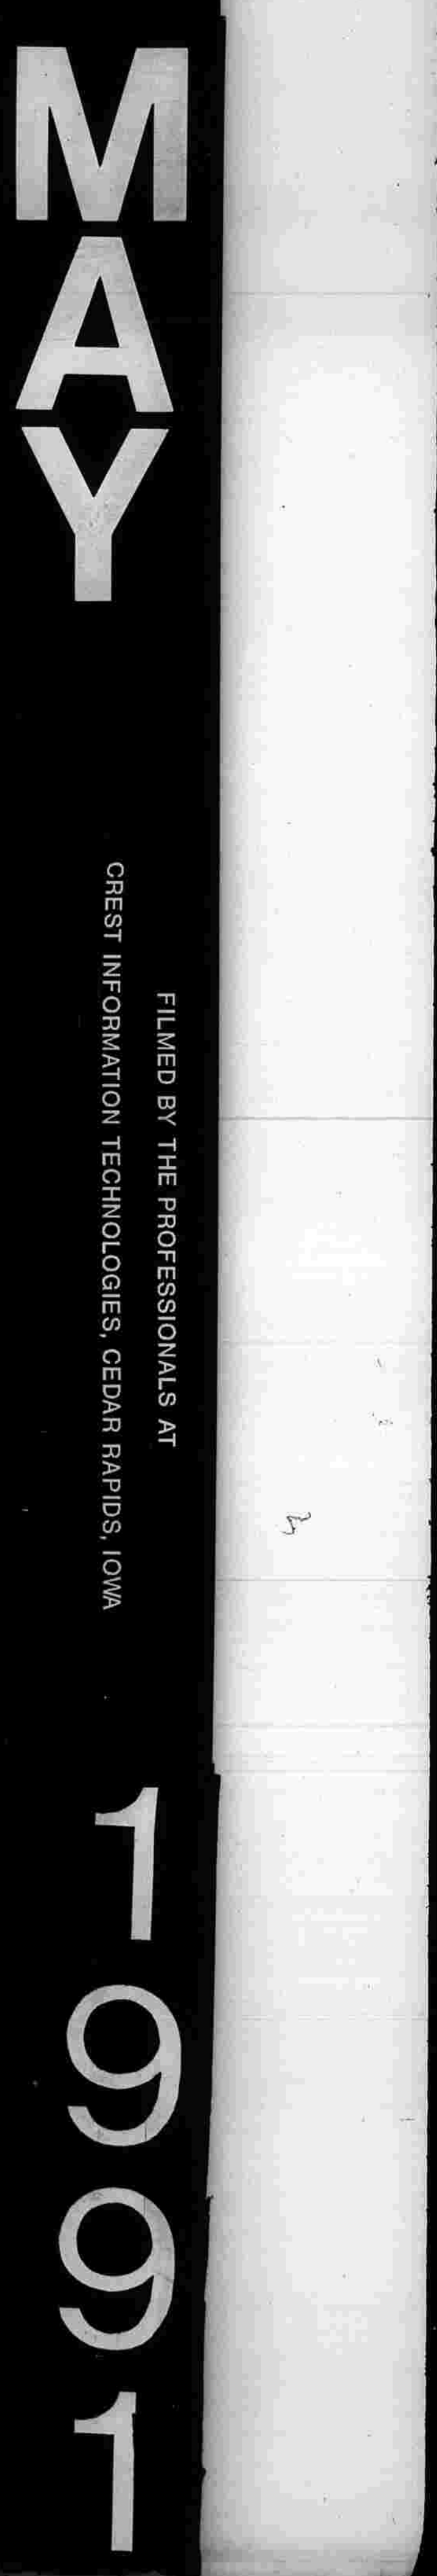 MAY
FILMED BY THE PROFESSIONALS AT
CREST INFORMATION TECHNOLOGIES, CEDAR RAPIDS, IOWA
1991